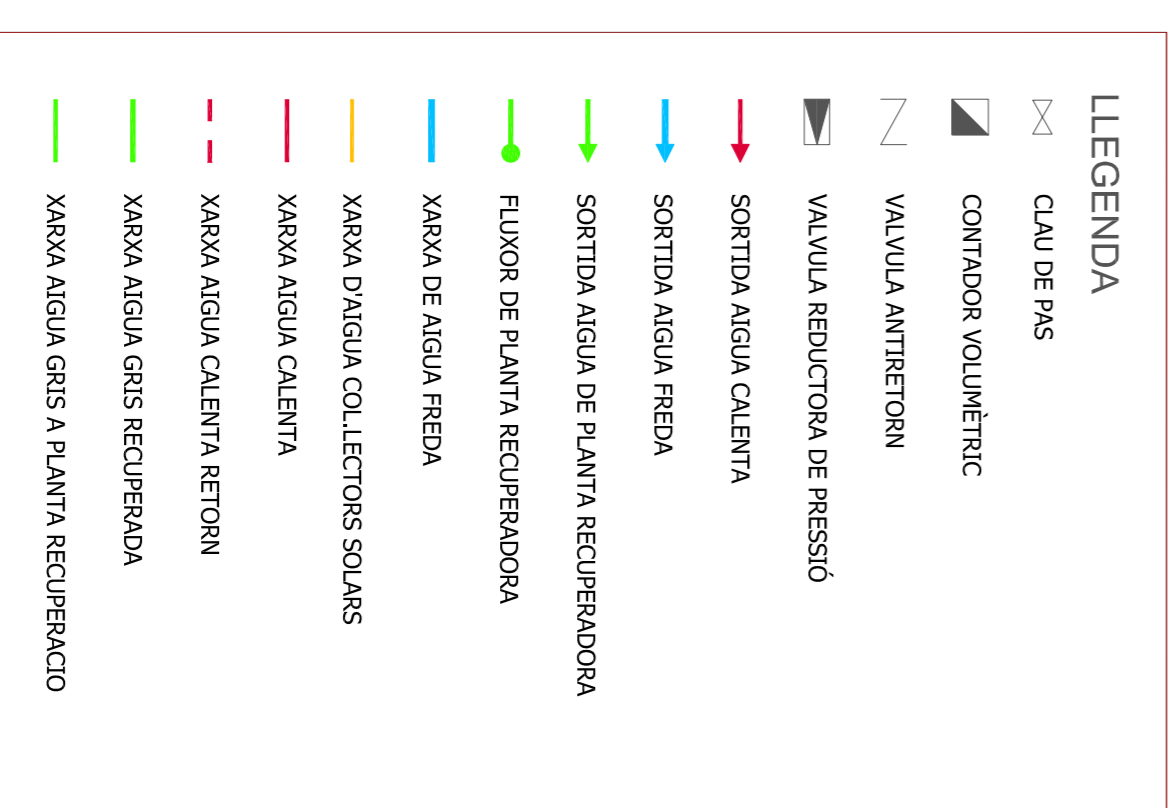 LLEGENDA
CLAU DE PAS
CONTADOR VOLUMÈTRIC
VALVULA ANTIRETORN
VALVULA REDUCTORA DE PRESSIÓ
SORTIDA AIGUA CALENTA
SORTIDA AIGUA FREDA
SORTIDA AIGUA DE PLANTA RECUPERADORA
FLUXOR DE PLANTA RECUPERADORA
XARXA DE AIGUA FREDA
XARXA D'AIGUA COL.LECTORS SOLARS
XARXA AIGUA CALENTA
XARXA AIGUA CALENTA RETORN
XARXA AIGUA GRIS RECUPERADA
XARXA AIGUA GRIS A PLANTA RECUPERACIO